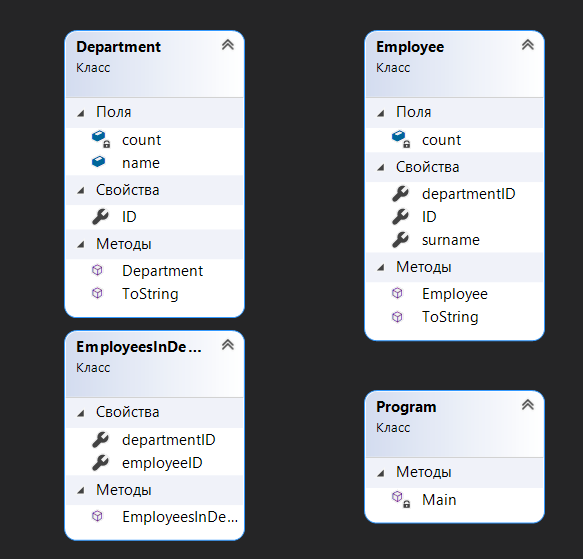 Department
Класс
Поля
count
name
Свойства
ID
Методы
Department
ToString
Employee
Класс
Поля
count
Свойства
departmentID
ID
surname
Методы
Employee
ToString
EmployeesInDe...
Класс
Свойства
departmentID
employeeID
Методы
EmployeesInDe...
Program
Класс
Методы
Main